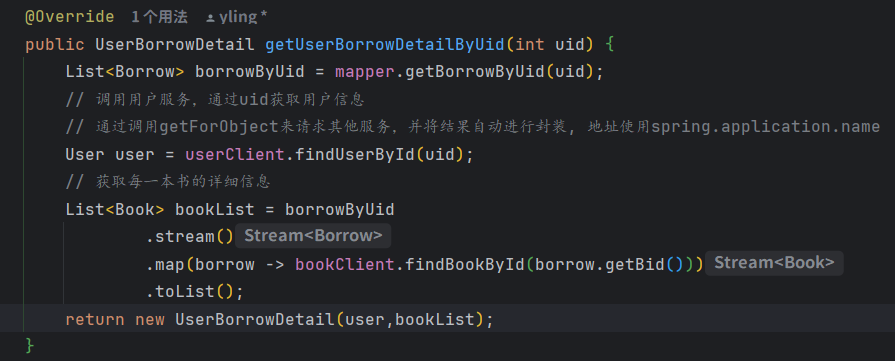 @Override 1 个用法 yling *
public UserBorrowDetail getUserBorrowDetailByUid(int uid) {
List<Borrow> borrowByUid = mapper.getBorrowByUid(uid);
// 调用用户服务，通过uid获取用户信息
// 通过调用getForObject来请求其他服务，并将结果自动进行封装, 地址使用spring.application.name
User user = userClient.findUserById(uid);
// 获取每一本书的详细信息
List<Book> bookList = borrowByUid
.stream() Stream<Borrow>
.map(borrow -> bookClient.findBookById(borrow.getBid())) Stream<Book>
.toList();
return new UserBorrowDetail(user,bookList);
}